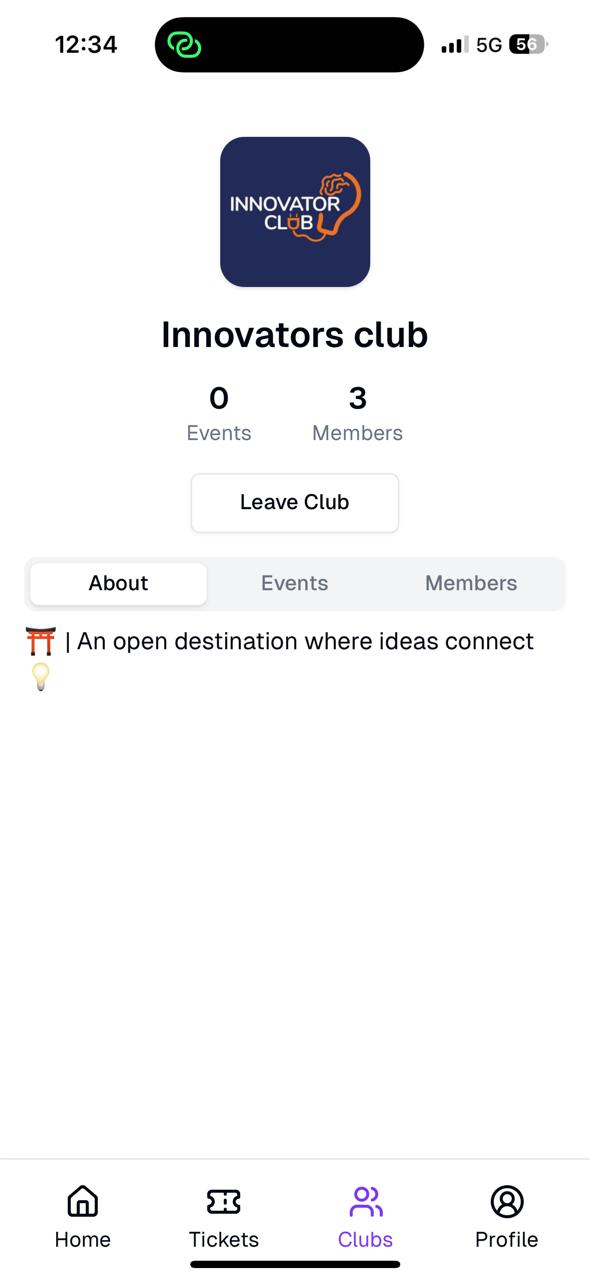 12:34
5G
56
INNOVATOR
CLUB
Innovators club
0
3
Events
Members
Leave Club
About
Events
Members
⛩️ | An open destination where ideas connect
💡
Home
Tickets
Clubs
Profile